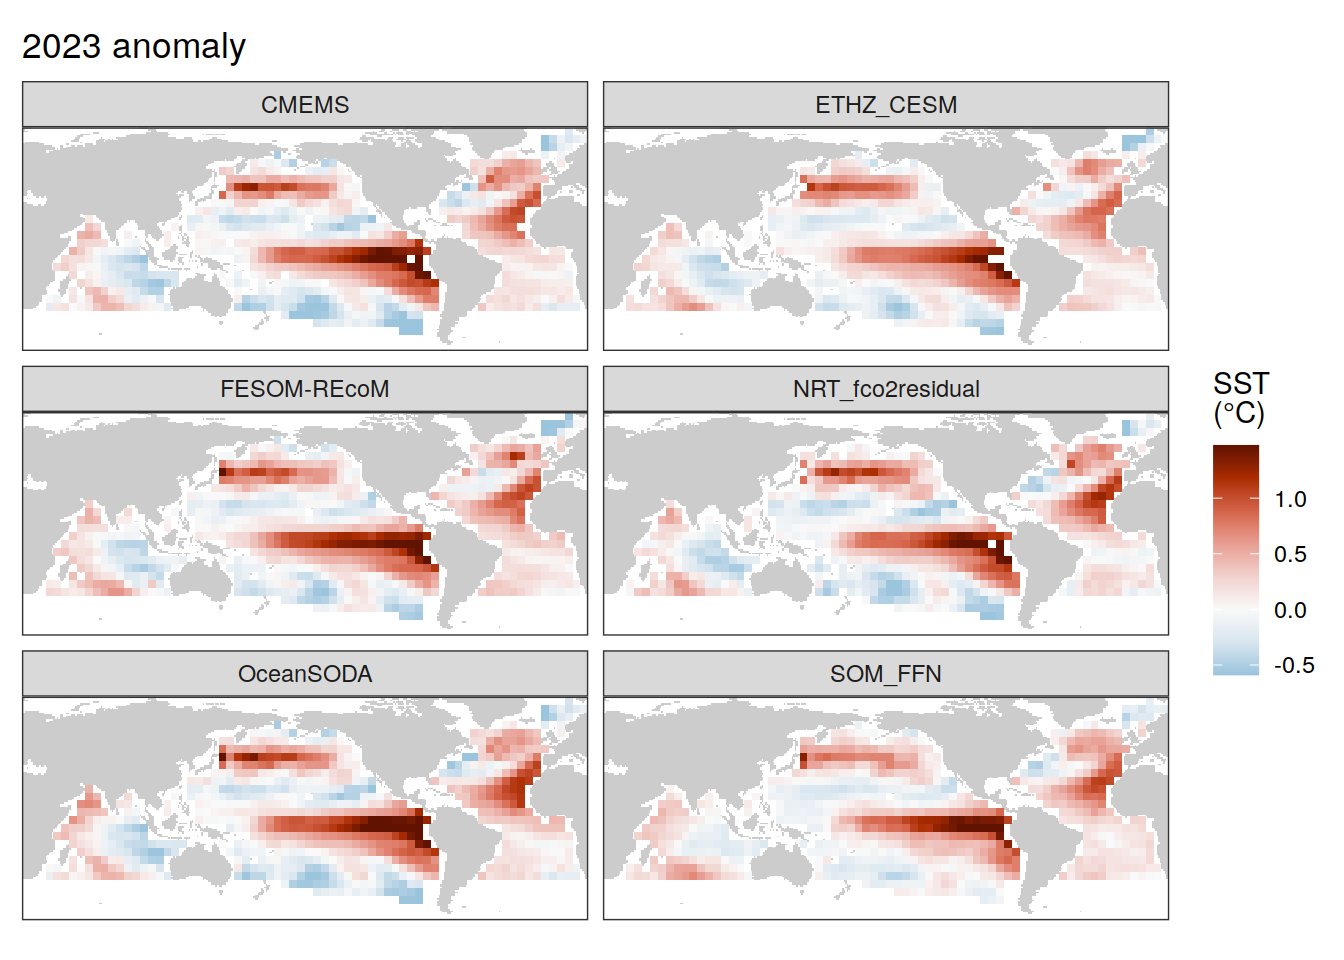 2023 anomaly
CMEMS
ETHZ_CESM
FESOM-REcoM
NRT_fco2residual
OceanSODA
SOM_FFN
SST
(°C)
1.0
0.5
0.0
-0.5